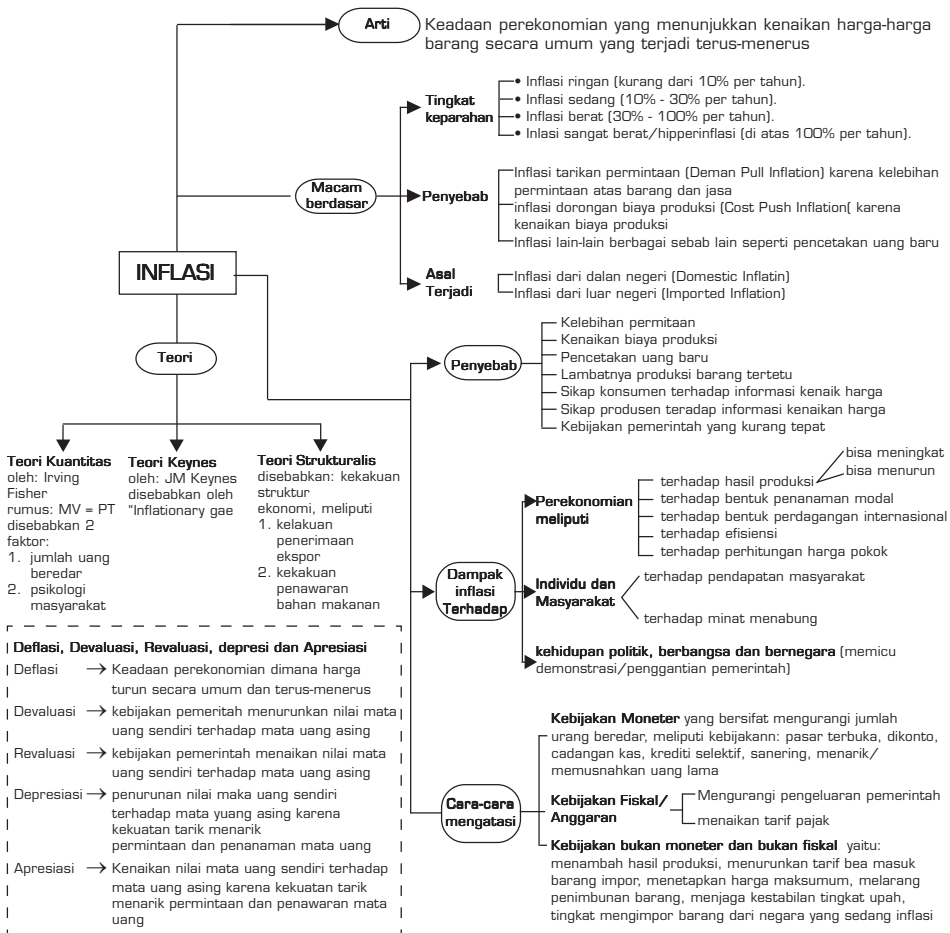 Arti
Keadaan perekonomian yang menunjukkan kenaikan harga-harga
barang secara umum yang terjadi terus-menerus
INFLASI
Macam
berdasar
Tingkat
keparahan
• Inflasi ringan (kurang dari 10% per tahun).
• Inflasi sedang (10% - 30% per tahun).
• Inflasi berat (30% - 100% per tahun).
• Inlasi sangat berat/hipperinflasi (di atas 100% per tahun).
Penyebab
Inflasi tarikan permintaan (Deman Pull Inflation) karena kelebihan
permintaan atas barang dan jasa
inflasi dorongan biaya produksi (Cost Push Inflation( karena
kenaikan biaya produksi
Inflasi lain-lain berbagai sebab lain seperti pencetakan uang baru
Asal
Terjadi
Inflasi dari dalan negeri (Domestic Inflatin)
Inflasi dari luar negeri (Imported Inflation)
Teori
Teori Kuantitas
oleh: Irving
Fisher
rumus: MV = PT
disebabkan 2
faktor:
1. jumlah uang
beredar
2. psikologi
masyarakat
Teori Keynes
oleh: JM Keynes
disebabkan oleh
"Inflationary gae
Teori Strukturalis
disebabkan: kekakuan
struktur
ekonomi, meliputi
1. kelakuan
penerimaan
ekspor
2. kekakuan
penawaran
bahan makanan
Penyebab
Kelebihan permitaan
Kenaikan biaya produksi
Pencetakan uang baru
Lambatnya produksi barang tertetu
Sikap konsumen terhadap informasi kenaik harga
Sikap produsen teradap informasi kenaikan harga
Kebijakan pemerintah yang kurang tepat
Dampak
inflasi
Terhadap
Perekonomian
meliputi
terhadap hasil produksi
bisa meningkat
bisa menurun
terhadap bentuk penanaman modal
terhadap bentuk perdagangan internasional
terhadap efisiensi
terhadap perhitungan harga pokok
Individu dan
Masyarakat
terhadap pendapatan masyarakat
terhadap minat menabung
kehidupan politik, berbangsa dan bernegara (memicu
demonstrasi/penggantian pemerintah)
Cara-cara
mengatasi
Kebijakan Moneter yang bersifat mengurangi jumlah
urang beredar, meliputi kebijakann: pasar terbuka, dikonto,
cadangan kas, krediti selektif, sanering, menarik/
memusnahkan uang lama
Kebijakan Fiskal/
Anggaran
Mengurangi pengeluaran pemerintah
menaikan tarif pajak
Kebijakan bukan moneter dan bukan fiskal yaitu:
menambah hasil produksi, menurunkan tarif bea masuk
barang impor, menetapkan harga maksumum, melarang
penimbunan barang, menjaga kestabilan tingkat upah,
tingkat mengimpor barang dari negara yang sedang inflasi
Deflasi, Devaluasi, Revaluasi, depresi dan Apresiasi
Deflasi → Keadaan perekonomian dimana harga
turun secara umum dan terus-menerus
Devaluasi → kebijakan pemeritah menurunkan nilai mata
uang sendiri terhadap mata uang asing
Revaluasi → kebijakan pemerintah menaikan nilai mata
uang sendiri terhadap mata uang asing
Depresiasi → penurunan nilai maka uang sendiri
terhadap mata yuang asing karena
kekuatan tarik menarik
permintaan dan penanaman mata uang
Apresiasi → Kenaikan nilai mata uang sendiri terhadap
mata uang asing karena kekuatan tarik
menarik permintaan dan penawaran mata
uang